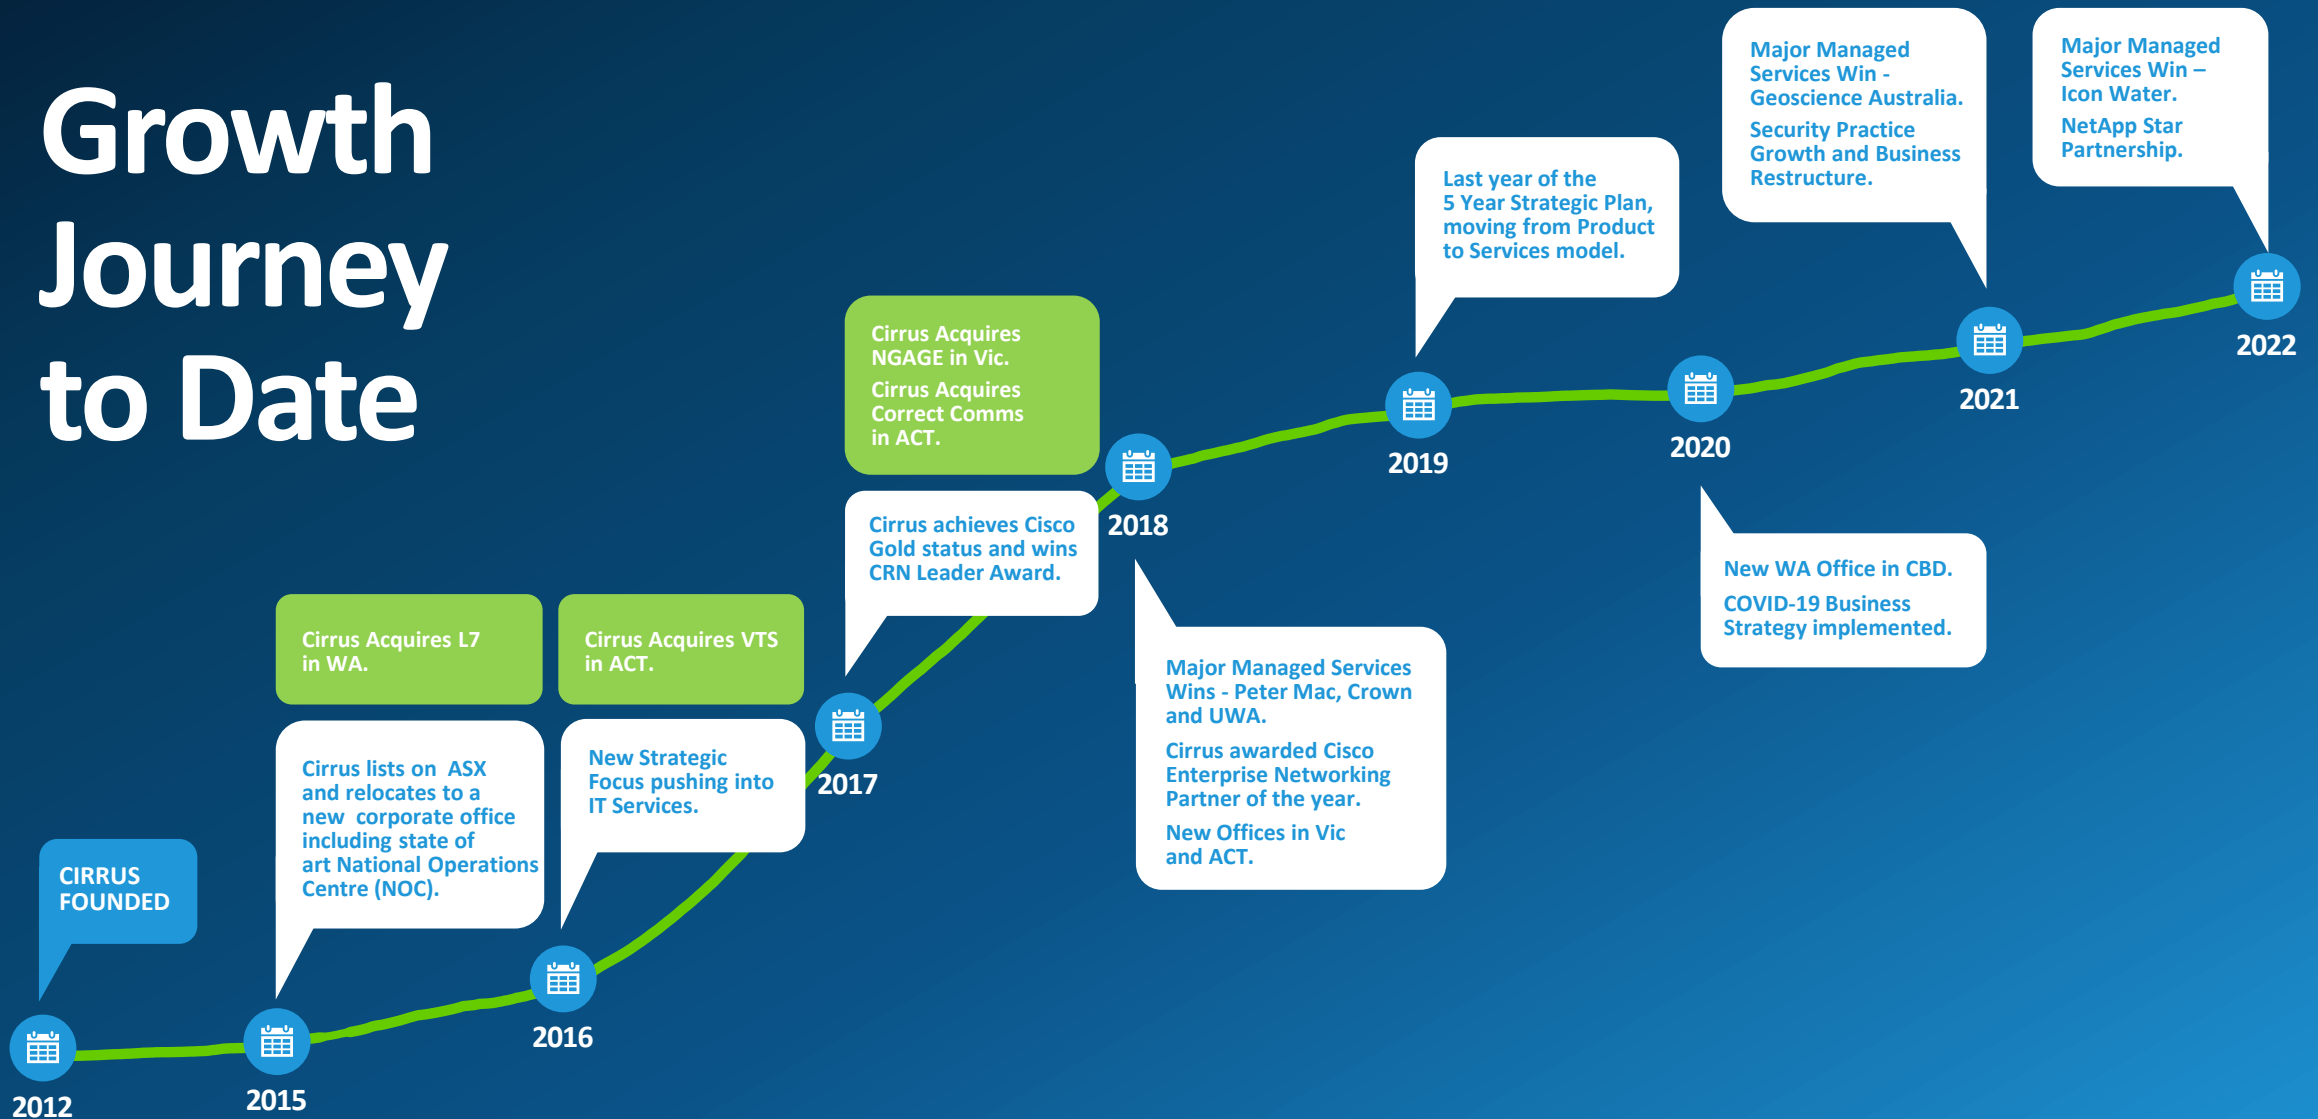 Growth
Journey
to Date
CIRRUS
FOUNDED
2012
Cirrus Acquires L7
in WA.
Cirrus lists on ASX
and relocates to a
new corporate office
including state of
art National Operations
Centre (NOC).
2015
Cirrus Acquires VTS
in ACT.
New Strategic
Focus pushing into
IT Services.
2016
Cirrus Acquires
NGAGE in Vic.
Cirrus Acquires
Correct Comms
in ACT.
Cirrus achieves Cisco
Gold status and wins
CRN Leader Award.
2017
2018
Major Managed Services
Wins - Peter Mac, Crown
and UWA.
Cirrus awarded Cisco
Enterprise Networking
Partner of the year.
New Offices in Vic
and ACT.
Last year of the
5 Year Strategic Plan,
moving from Product
to Services model.
2019
2020
New WA Office in CBD.
COVID-19 Business
Strategy implemented.
Major Managed
Services Win -
Geoscience Australia.
Security Practice
Growth and Business
Restructure.
2021
Major Managed
Services Win –
Icon Water.
NetApp Star
Partnership.
2022